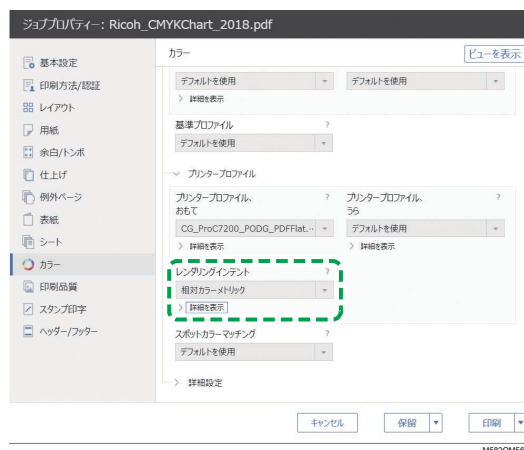 ジョブプロパティー: Ricoh_CMYKChart_2018.pdf
基本設定
印刷方法/認証
レイアウト
用紙
余白/トンボ
仕上げ
例外ページ
表紙
シート
カラー
印刷品質
スタンプ印字
ヘッダー/フッター
カラー
ビューを表示
デフォルトを使用
デフォルトを使用
> 詳細を表示
基準プロファイル ?
デフォルトを使用
プリンタープロファイル
プリンタープロファイル、 ?
おもて
CG_ProC7200_PODG_PDFFlat...
> 詳細を表示
プリンタープロファイル、 ?
うら
デフォルトを使用
> 詳細を表示
レンダリングインテント ?
相対カラーメトリック
> 詳細を表示
スポットカラーマッチング ?
デフォルトを使用
> 詳細設定
キャンセル
保留
印刷